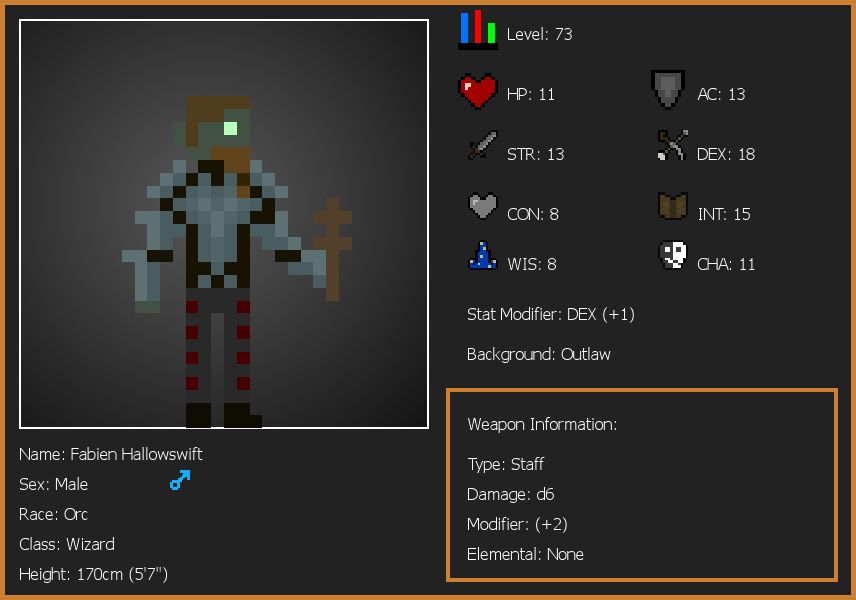 Level: 73
HP: 11
AC: 13
STR: 13
DEX: 18
CON: 8
INT: 15
WIS: 8
CHA: 11
Stat Modifier: DEX (+1)
Background: Outlaw
Weapon Information:
Type: Staff
Damage: d6
Modifier: (+2)
Elemental: None
Name: Fabien Hallowswift
Sex: Male
Race: Orc
Class: Wizard
Height: 170cm (5'7")